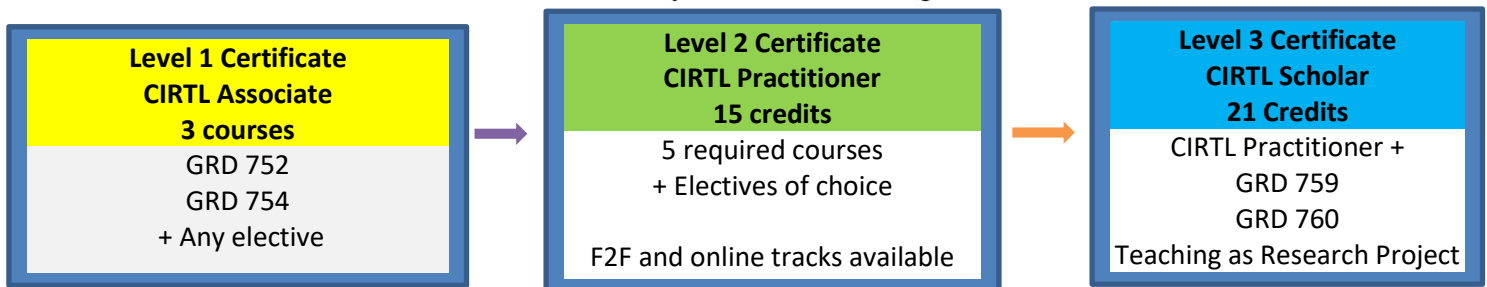 Level 1 Certificate
CIRTL Associate
3 courses
GRD 752
GRD 754
+ Any elective
Level 2 Certificate
CIRTL Practitioner
15 credits
5 required courses
+ Electives of choice
F2F and online tracks available
Level 3 Certificate
CIRTL Scholar
21 Credits
CIRTL Practitioner +
GRD 759
GRD 760
Teaching as Research Project